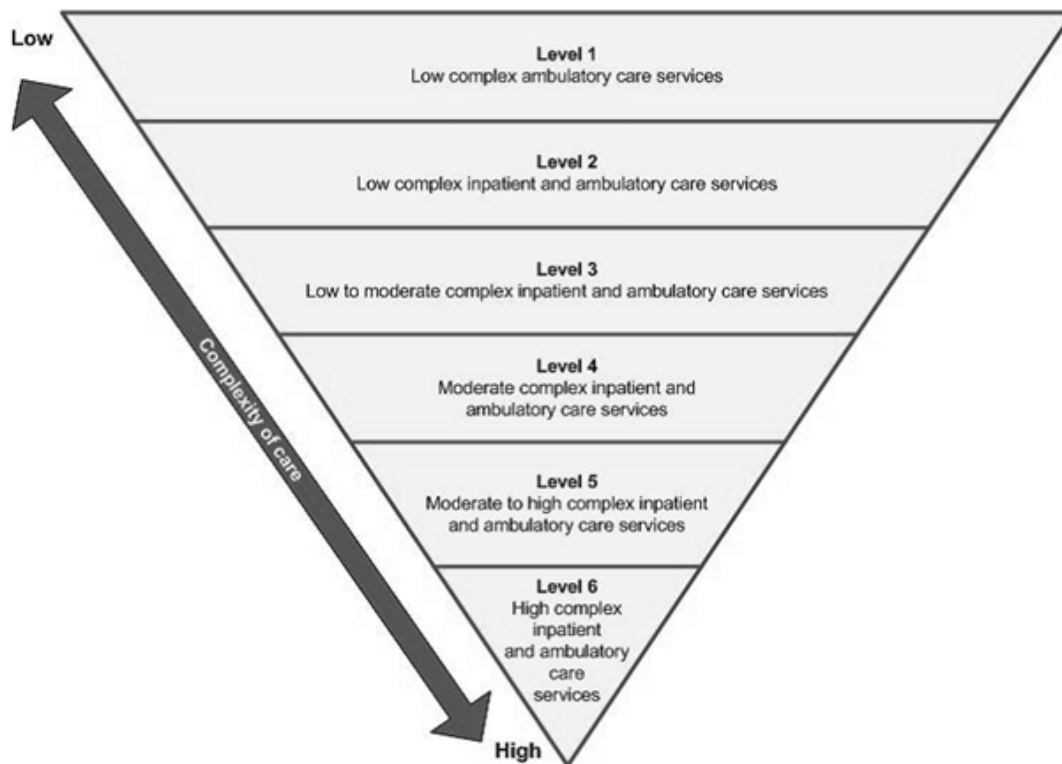 Low
Level 1
Low complex ambulatory care services
Level 2
Low complex inpatient and ambulatory care services
Level 3
Low to moderate complex inpatient and ambulatory care services
Level 4
Moderate complex inpatient and
ambulatory care services
Level 5
Moderate to high complex inpatient
and ambulatory care services
Level 6
High complex
inpatient
and ambulatory
care
services
Complexity of care
High